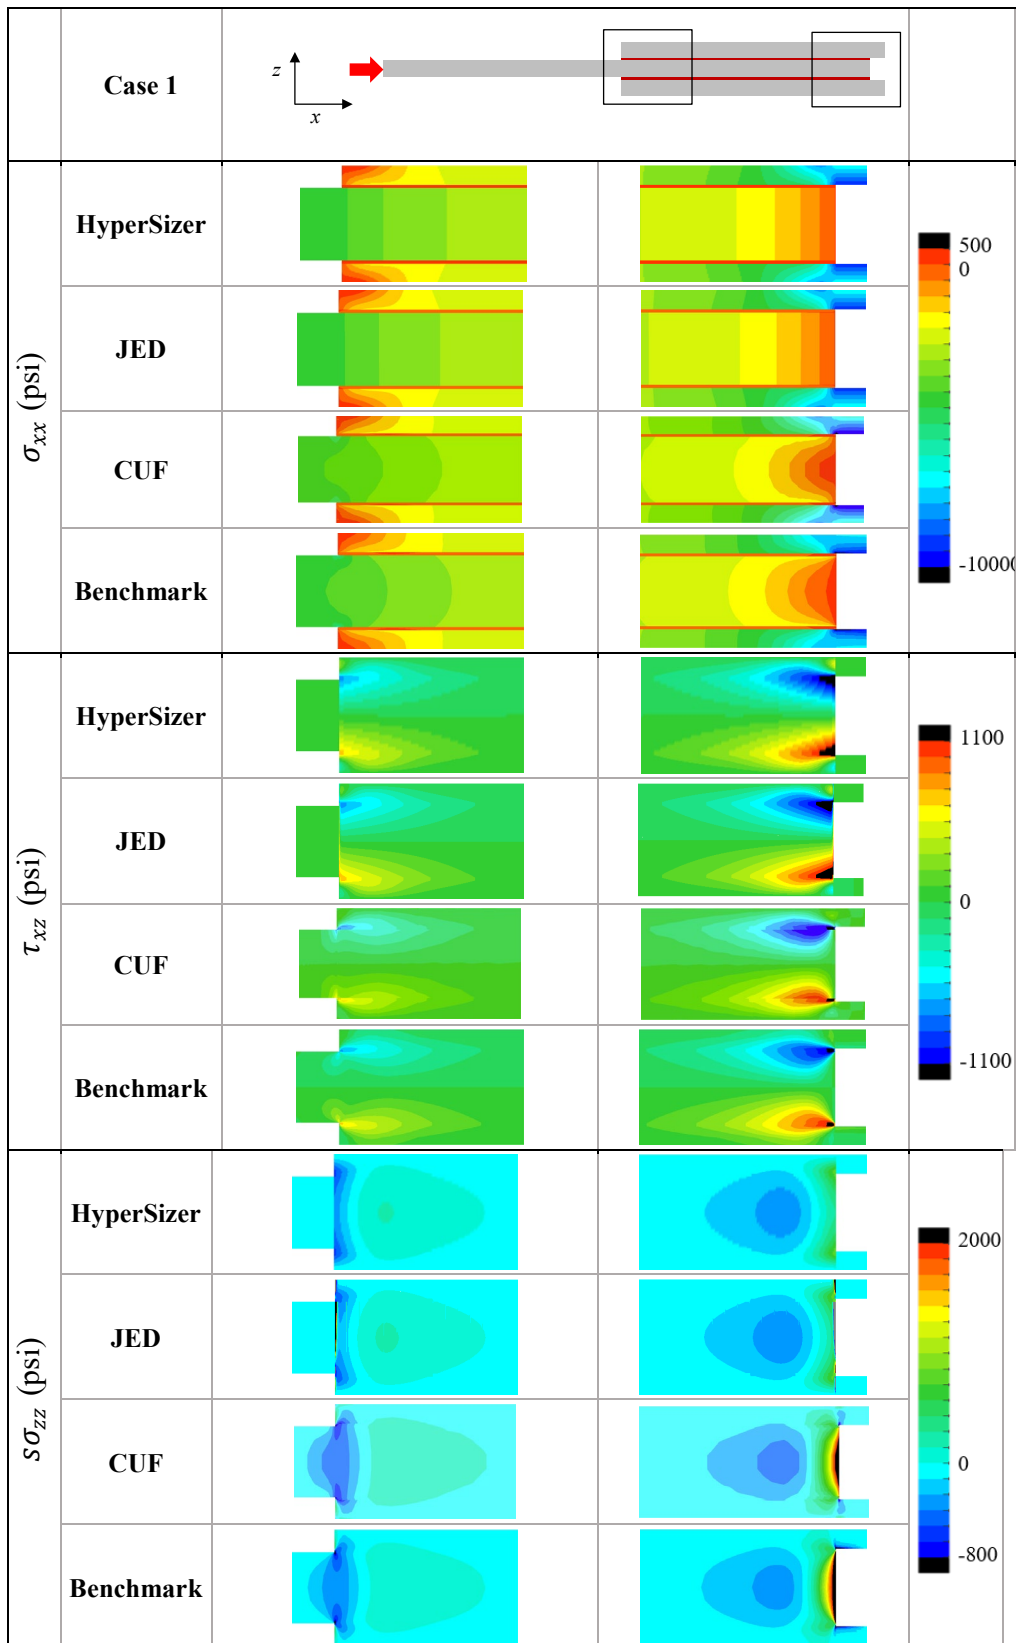 Case 1
z
x
σxx (psi)
HyperSizer
JED
CUF
Benchmark
500
0
-10000
τxz (psi)
HyperSizer
JED
CUF
Benchmark
1100
0
-1100
sσzz (psi)
HyperSizer
JED
CUF
Benchmark
2000
0
-800